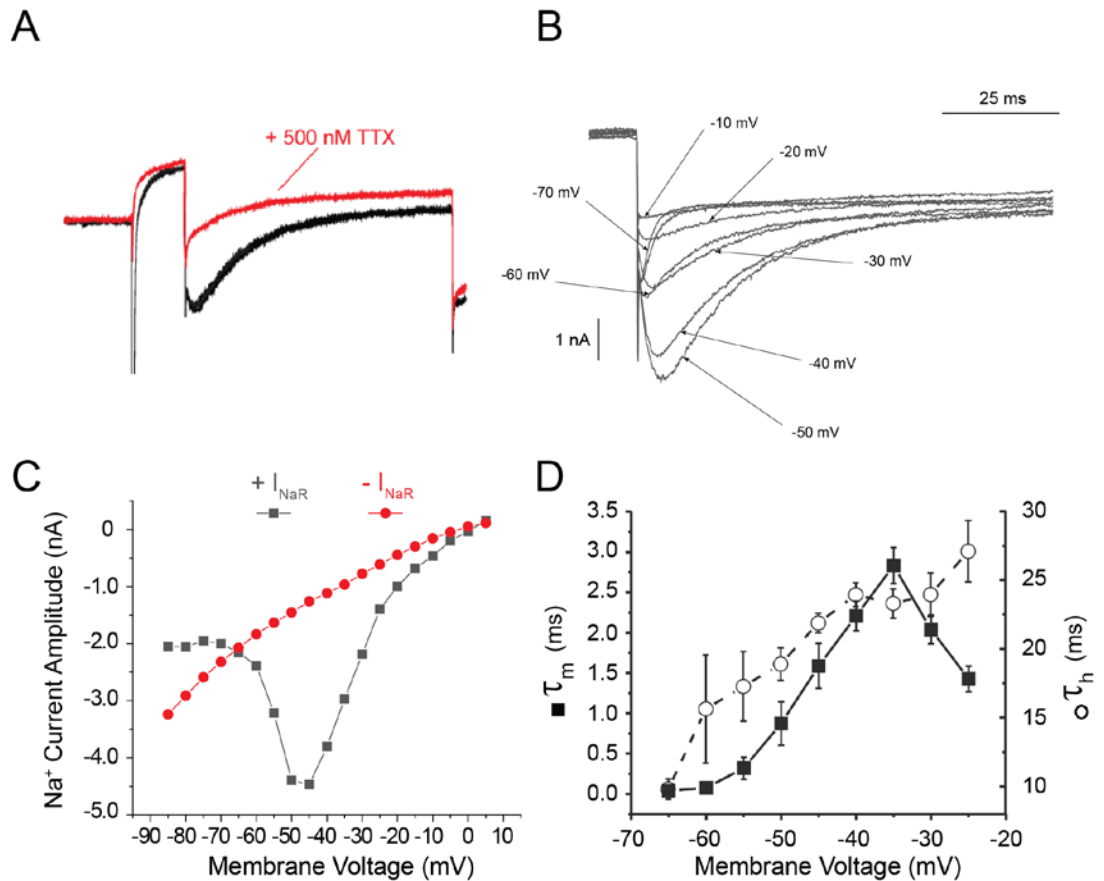 A
B
+ 500 nM TTX
25 ms
-10 mV
-20 mV
-70 mV
-30 mV
-60 mV
1 nA
-40 mV
-50 mV
C
+ I NaR
- I NaR
Na+ Current Amplitude (nA)
0
-1.0
-2.0
-3.0
-4.0
-5.0
-90 -80 -70 -60 -50 -40 -30 -20 -10 0 10
Membrane Voltage (mV)
D
τm (ms)
3.5
3.0
2.5
2.0
1.5
1.0
0.5
0.0
30
25
20
15
10
τh (ms)
-70 -60 -50 -40 -30 -20
Membrane Voltage (mV)